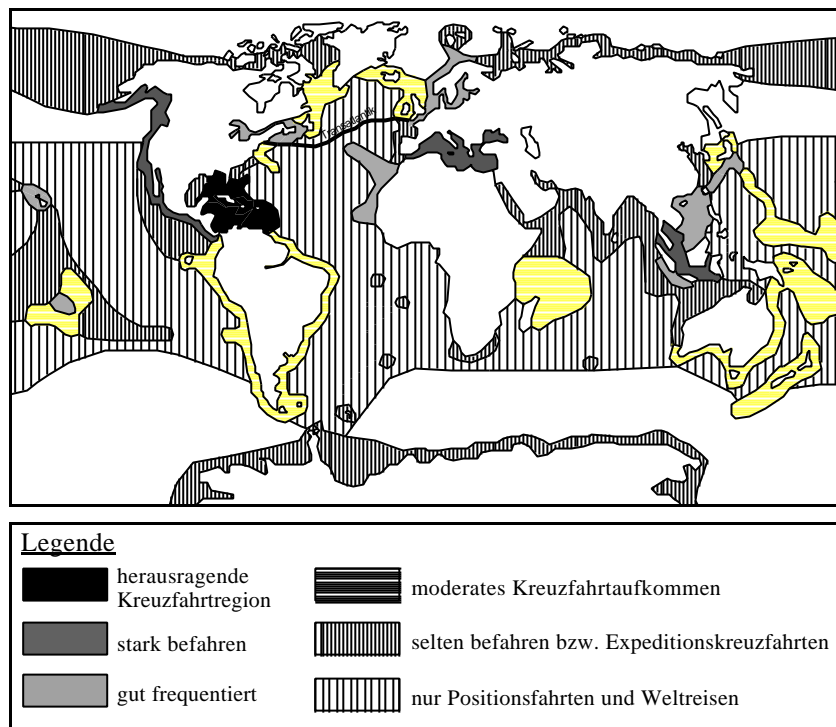 Transatlantik
Legende
herausragende
Kreuzfahrtregion
moderates Kreuzfahrtaufkommen
stark befahren
selten befahren bzw. Expeditionskreuzfahrten
gut frequentiert
nur Positionsfahrten und Weltreisen